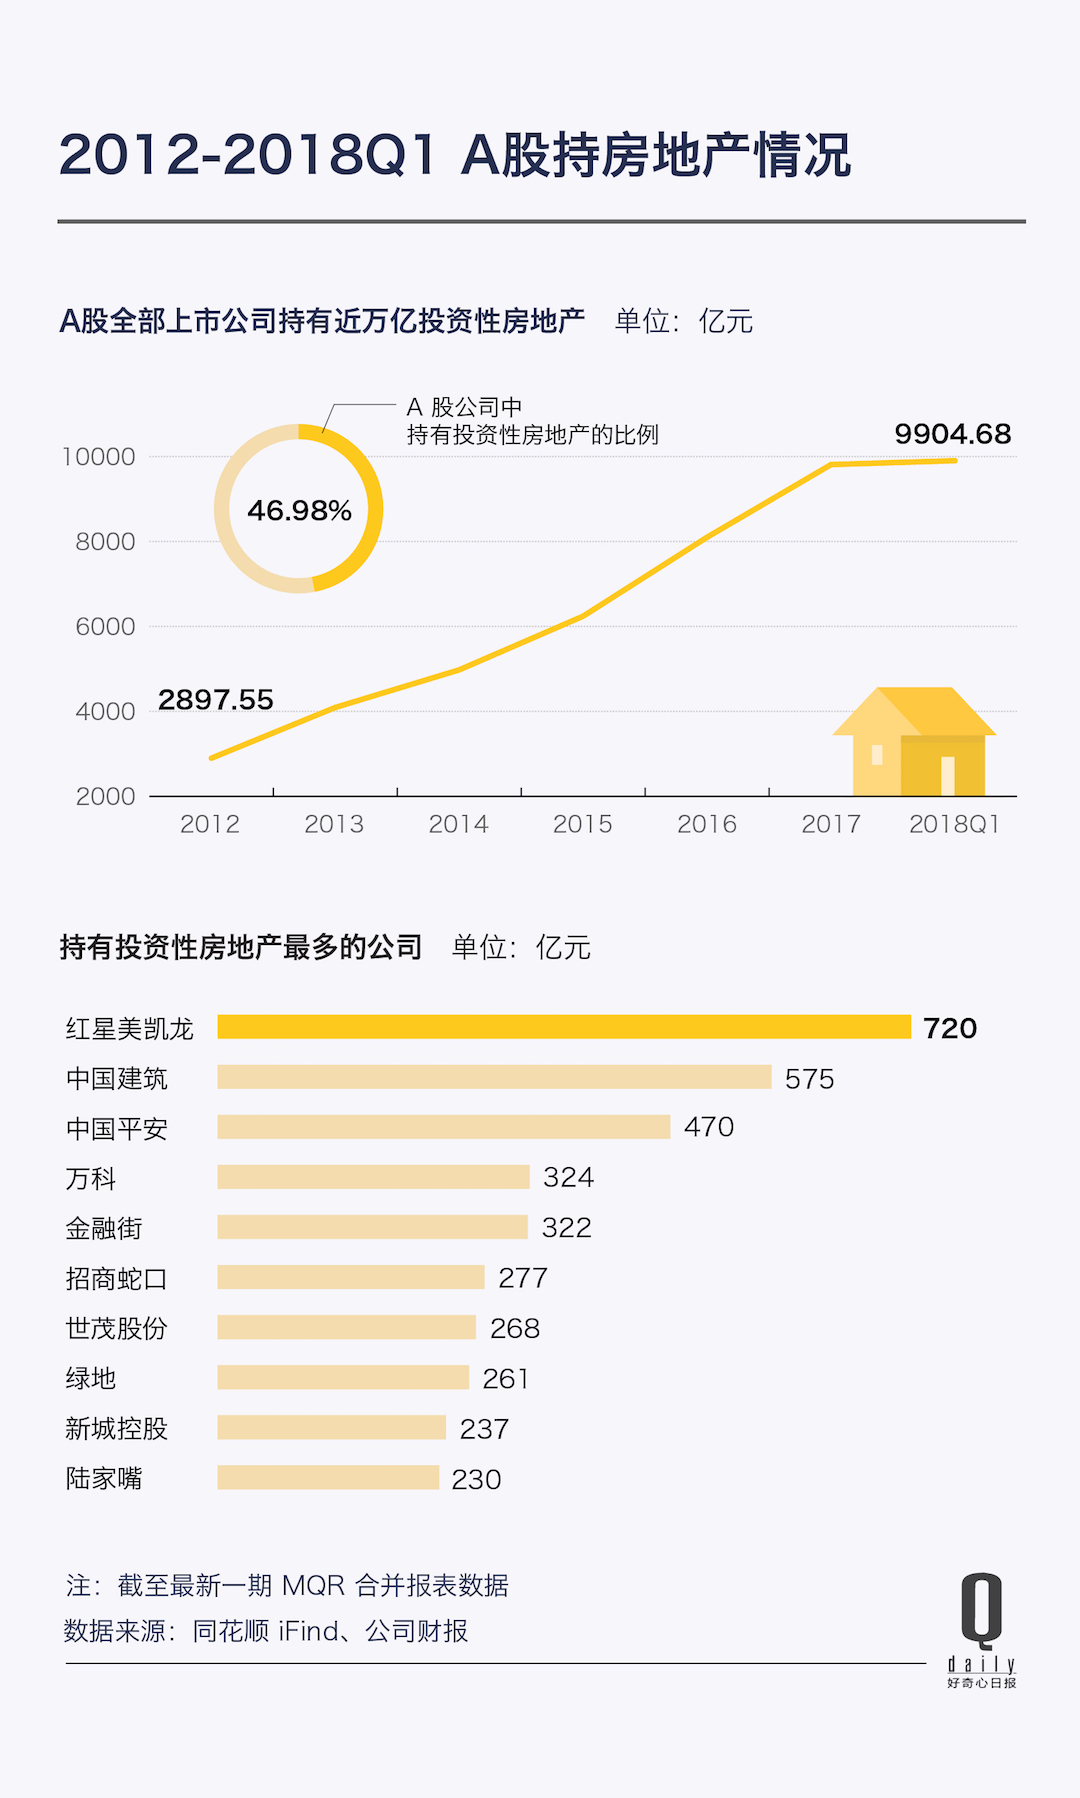 2012-2018Q1 A股持房地产情况
A股全部上市公司持有近万亿投资性房地产 单位：亿元
A 股公司中
持有投资性房地产的比例
46.98%
9904.68
2897.55
10000
8000
6000
4000
2000
2012 2013 2014 2015 2016 2017 2018Q1
持有投资性房地产最多的公司 单位：亿元
红星美凯龙 720
中国建筑 575
中国平安 470
万科 324
金融街 322
招商蛇口 277
世茂股份 268
绿地 261
新城控股 237
陆家嘴 230
注：截至最新一期 MQR 合并报表数据
数据来源：同花顺 iFind、公司财报
Q
daily
好奇心日报